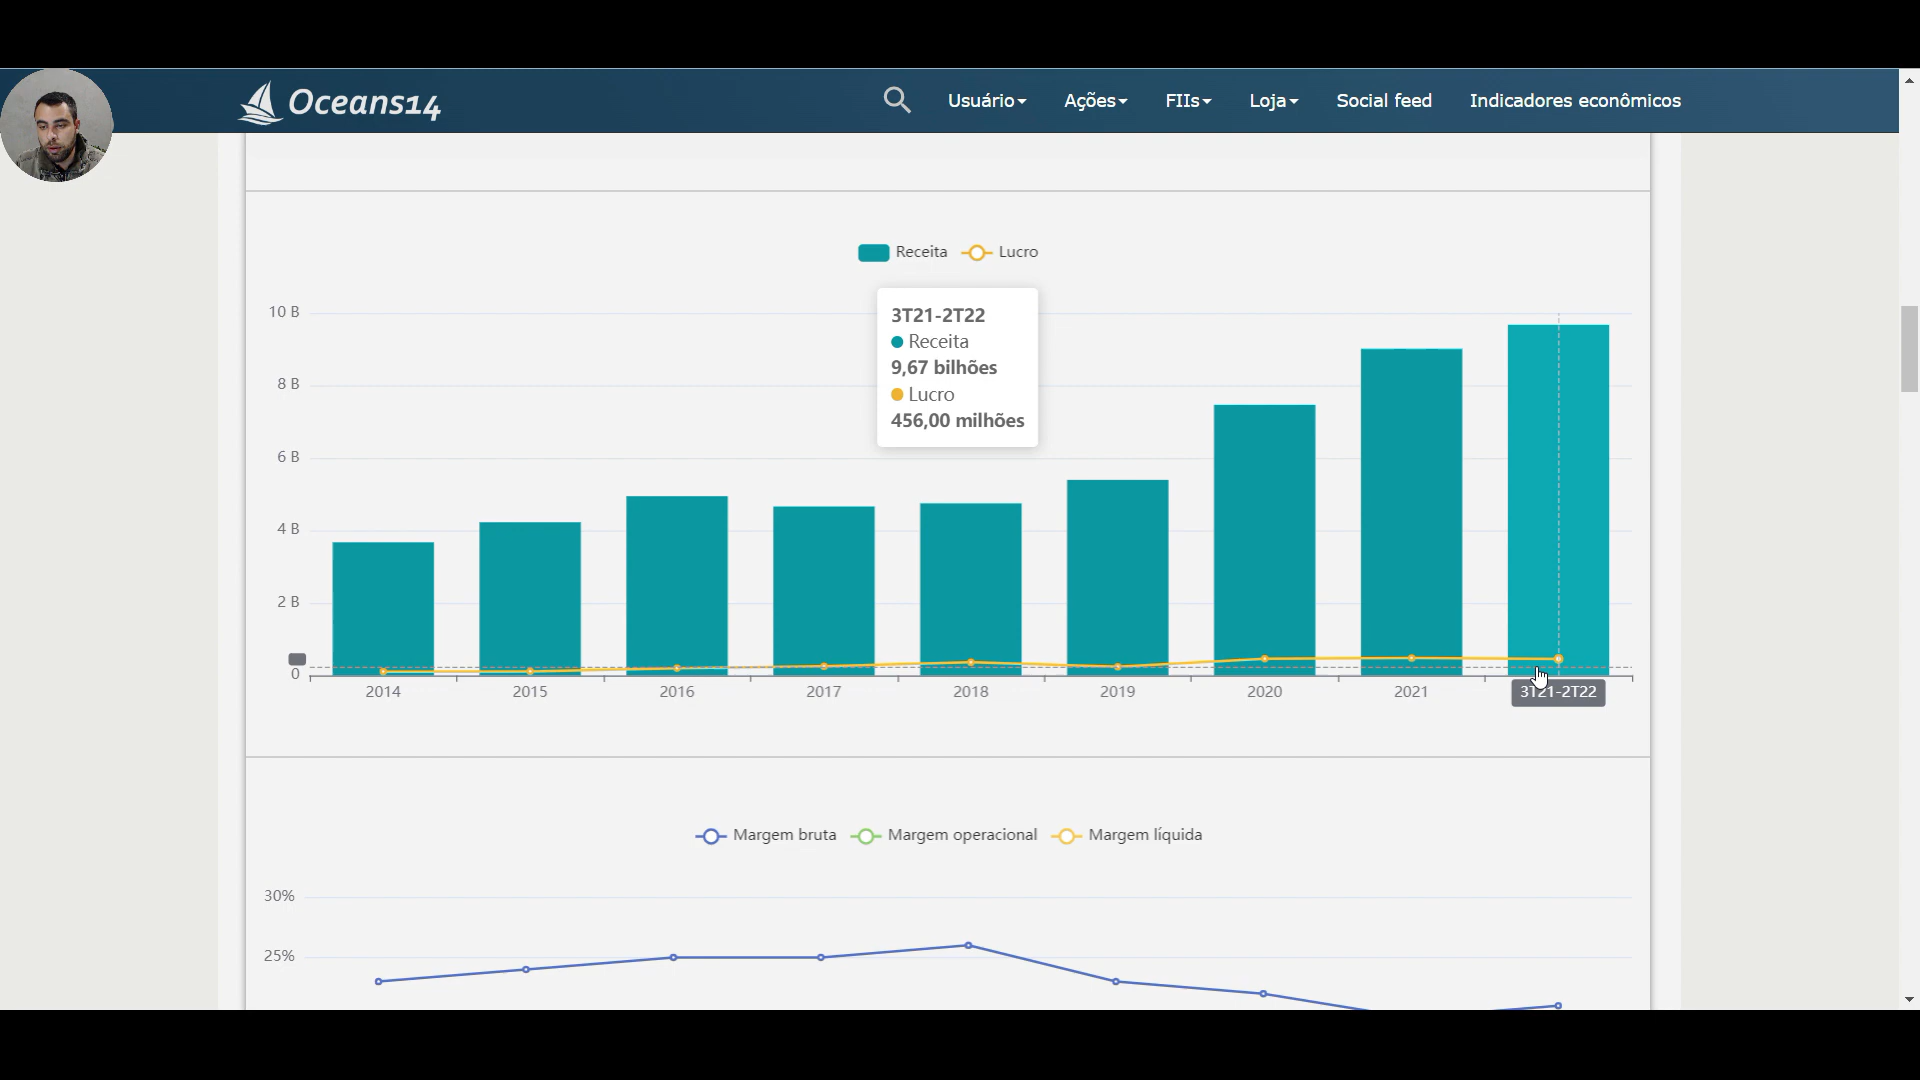 Oceans14
Usuário Ações FIIs Loja Social feed Indicadores econômicos
Receita Lucro
3T21-2T22
Receita
9,67 bilhões
Lucro
456,00 milhões
10 B
8 B
6 B
4 B
2 B
0
2014 2015 2016 2017 2018 2019 2020 2021 3T21-2T22
Margem bruta Margem operacional Margem líquida
30%
25%